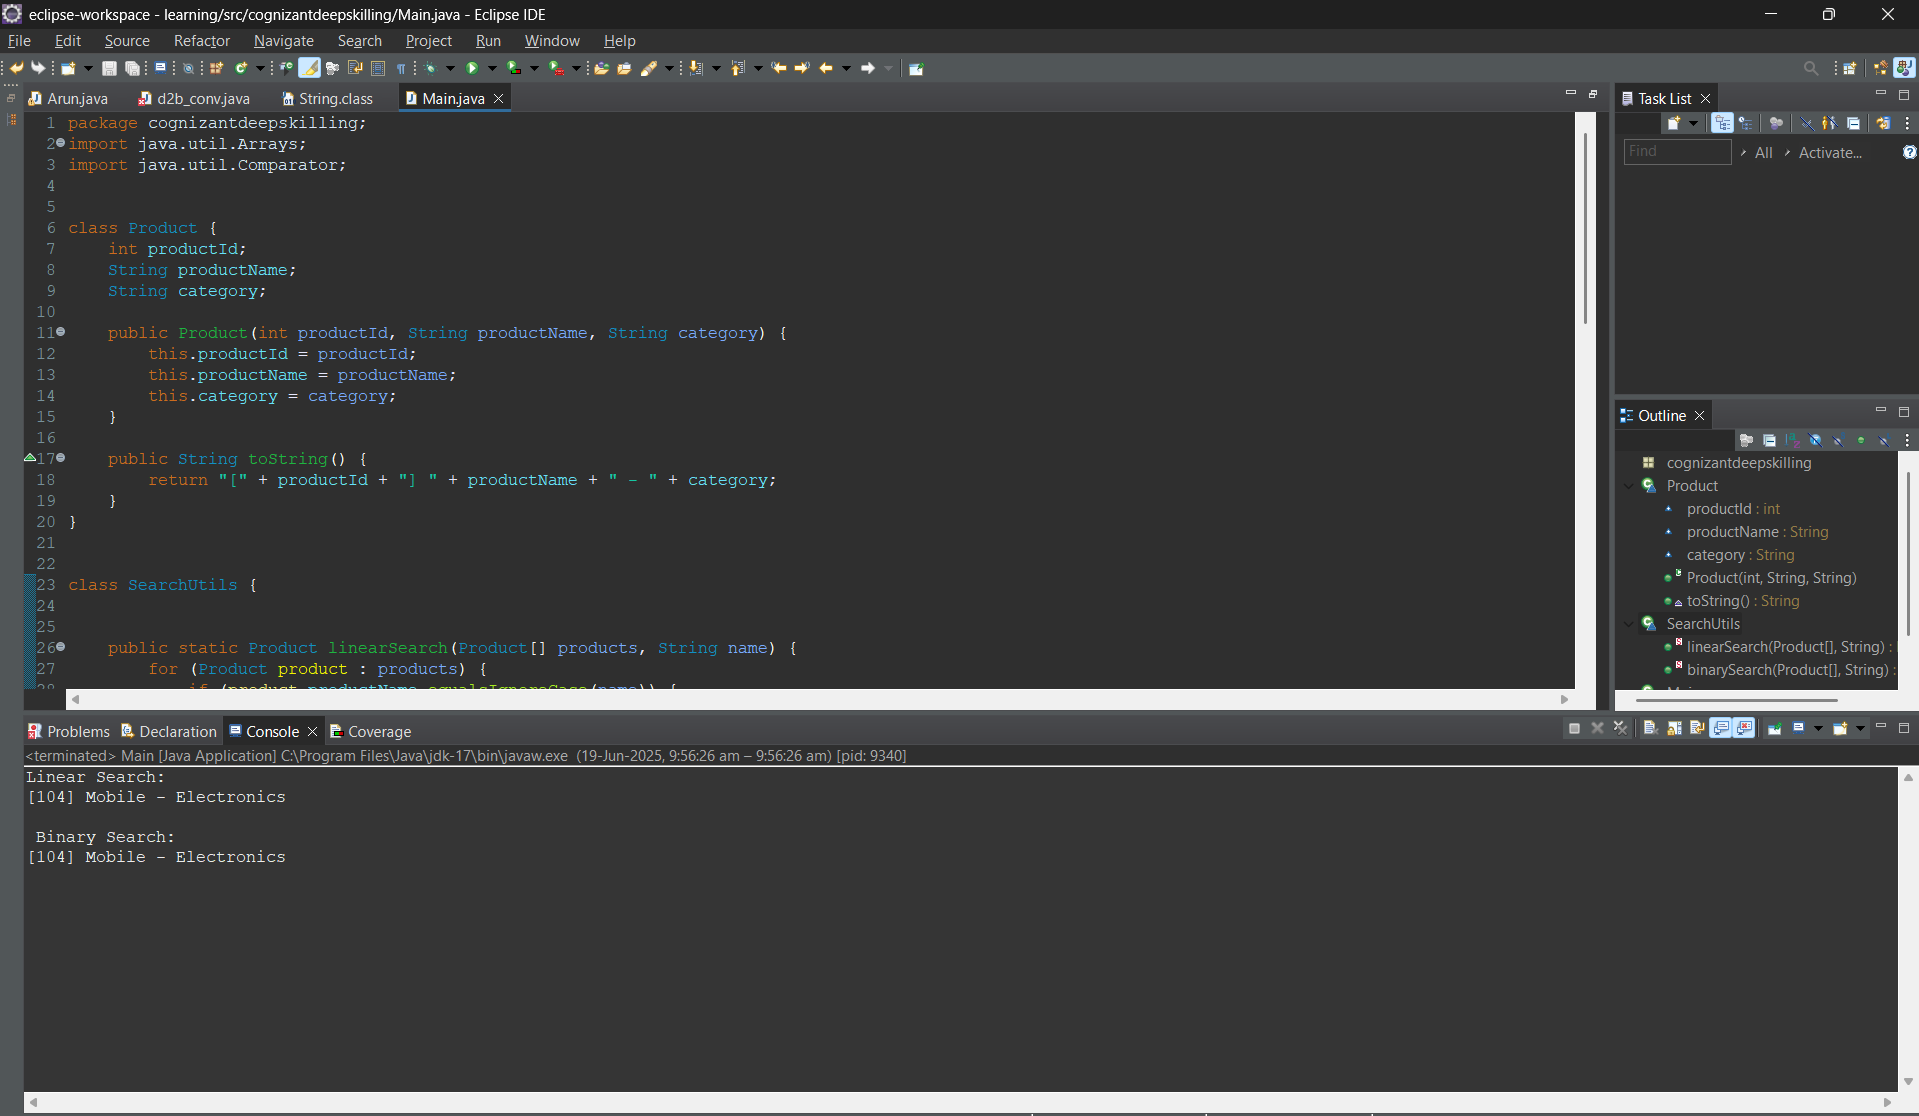 eclipse-workspace - learning/src/cognizantdeepskilling/Main.java - Eclipse IDE
File Edit Source Refactor Navigate Search Project Run Window Help
Arun.java d2b_conv.java String.class Main.java
1 package cognizantdeepskilling;
2 import java.util.Arrays;
3 import java.util.Comparator;
4
5
6 class Product {
7     int productId;
8     String productName;
9     String category;
10
11     public Product(int productId, String productName, String category) {
12         this.productId = productId;
13         this.productName = productName;
14         this.category = category;
15     }
16
17     public String toString() {
18         return "[" + productId + "] " + productName + " - " + category;
19     }
20 }
21
22
23 class SearchUtils {
24
25
26     public static Product linearSearch(Product[] products, String name) {
27         for (Product product : products) {
28             if (product.productName.equalsIgnoreCase(name)) {
Task List
Find All Activate...
Outline
cognizantdeepskilling
Product
productId : int
productName : String
category : String
Product(int, String, String)
toString() : String
SearchUtils
linearSearch(Product[], String) :
binarySearch(Product[], String) :
Problems Declaration Console Coverage
<terminated> Main [Java Application] C:\Program Files\Java\jdk-17\bin\javaw.exe (19-Jun-2025, 9:56:26 am – 9:56:26 am) [pid: 9340]
Linear Search:
[104] Mobile - Electronics
Binary Search:
[104] Mobile - Electronics